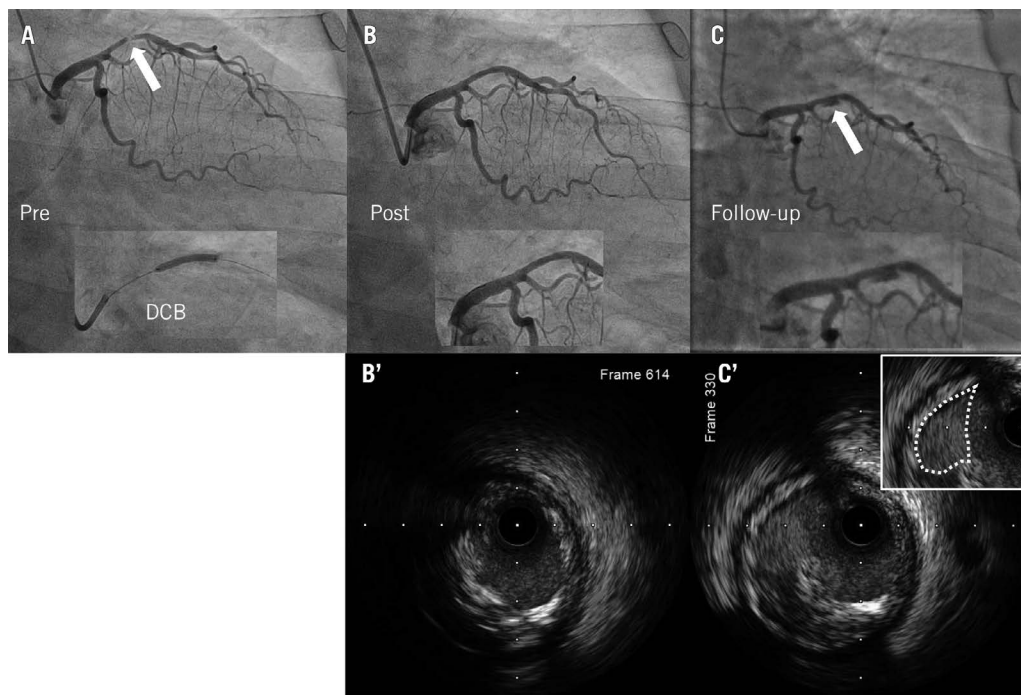 A
B
C
Pre
Post
Follow-up
DCB
B'
Frame 614
C'
Frame 330